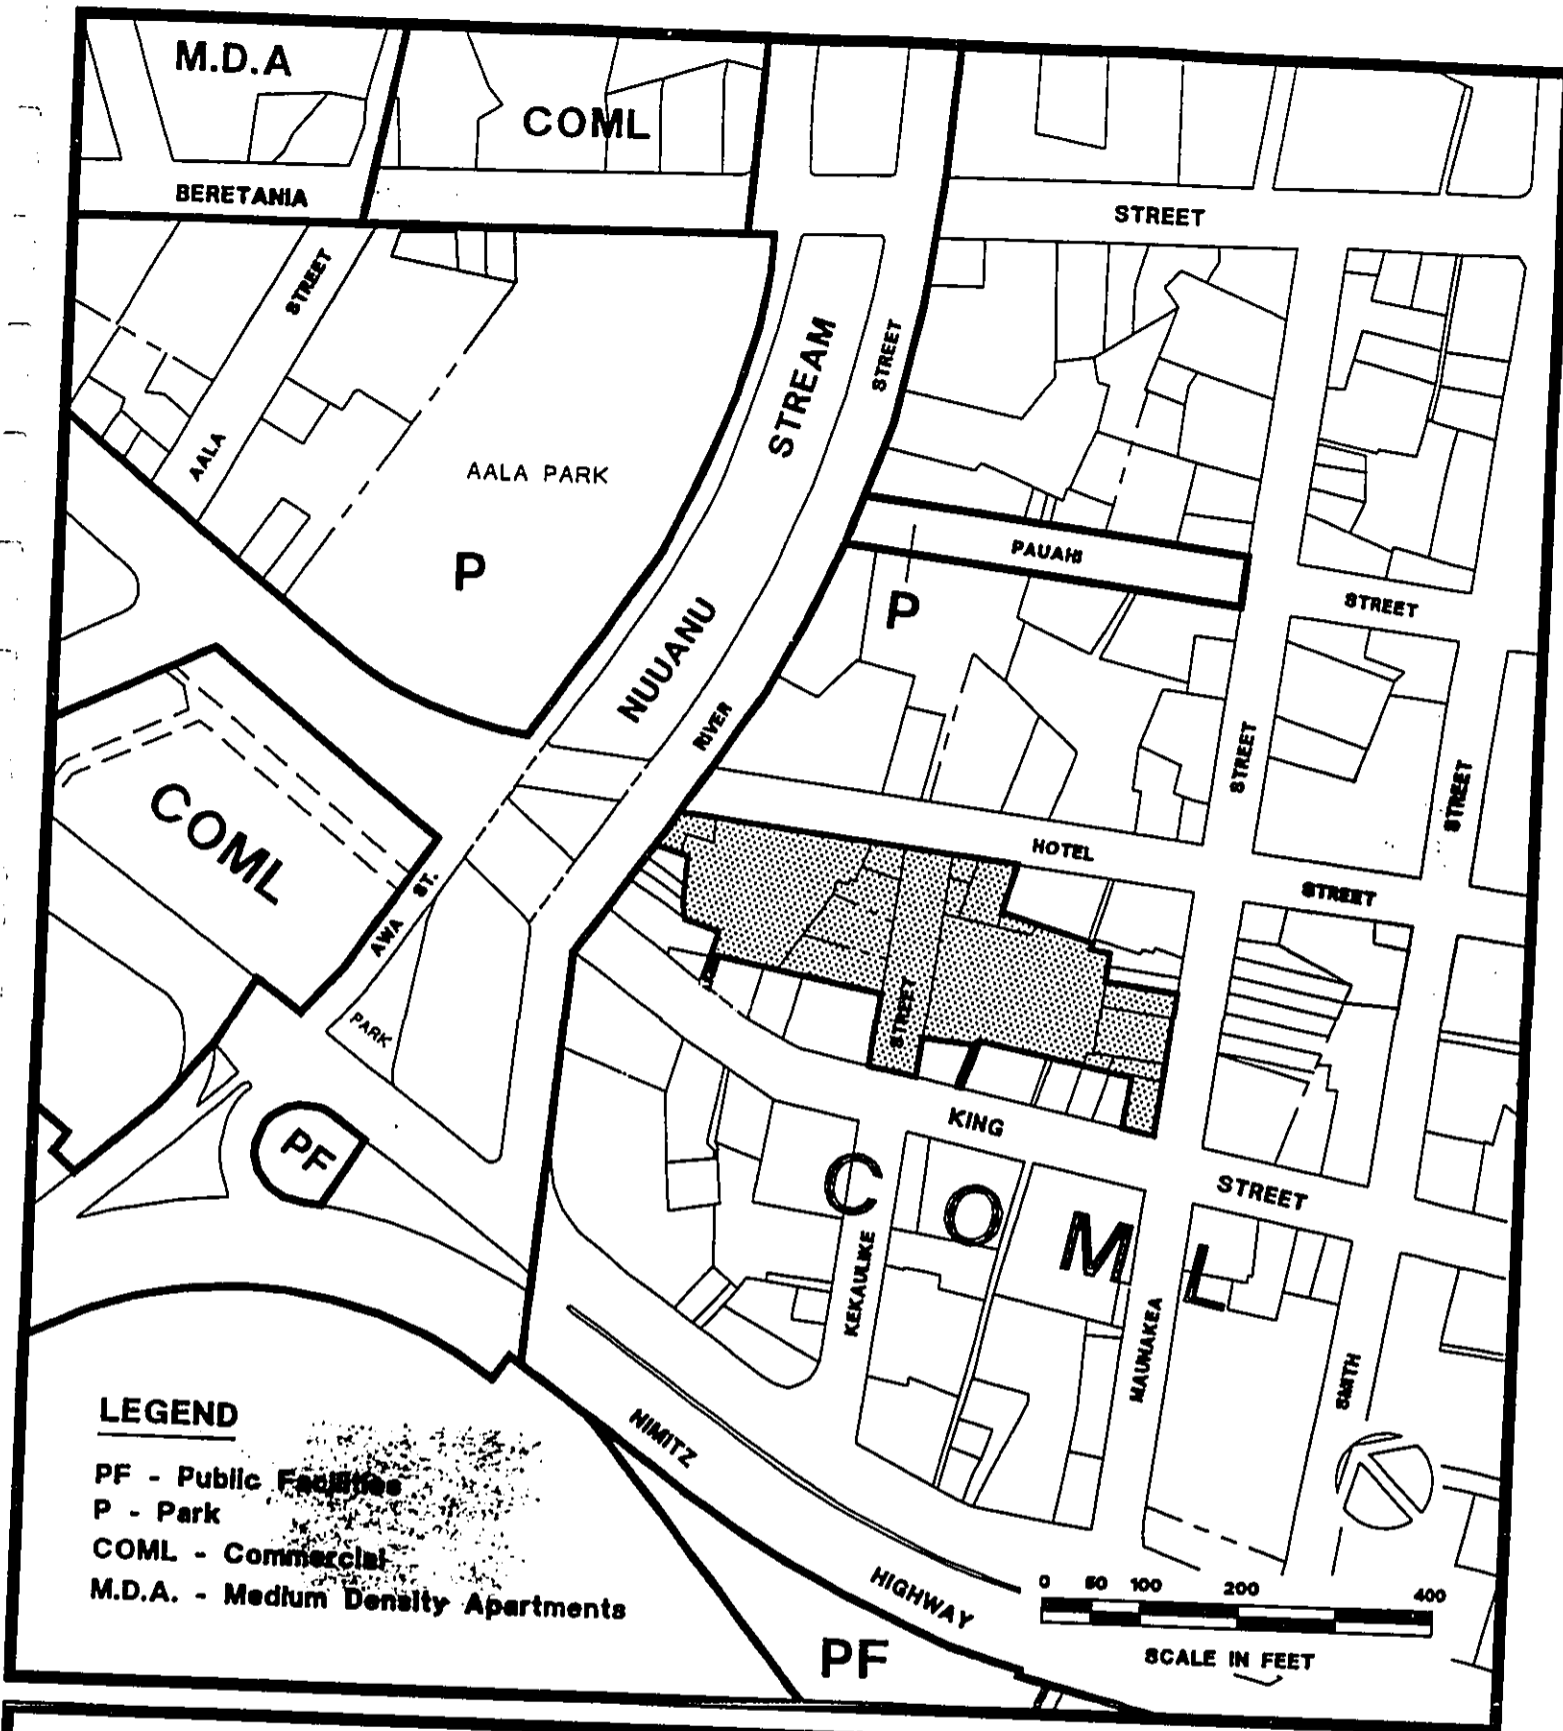 M.D.A
COML
BERETANIA
STREET
STREET
AALA
AALA PARK
P
STREAM
STREET
NUUANU
RIVER
PAUAHI
STREET
P
STREET
STREET
COML
AWA ST.
PARK
HOTEL
STREET
STREET
PF
KING
STREET
C O M L
KEKAULIKE
MAUNAKEA
SMITH
NIMITZ
HIGHWAY
PF
LEGEND
PF - Public Facilities
P - Park
COML - Commercial
M.D.A. - Medium Density Apartments
0 50 100 200 400
SCALE IN FEET